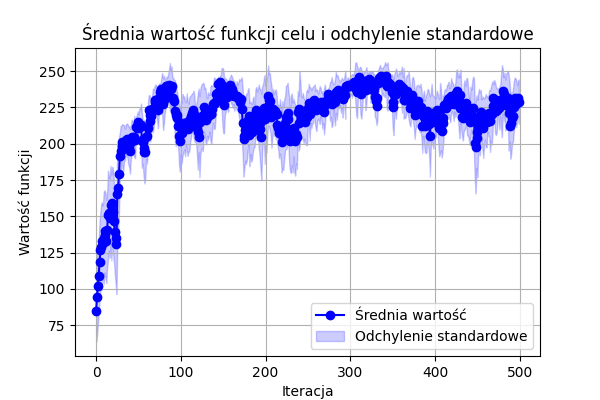 Średnia wartość funkcji celu i odchylenie standardowe
Wartość funkcji
250
225
200
175
150
125
100
75
0 100 200 300 400 500
Iteracja
Średnia wartość
Odchylenie standardowe